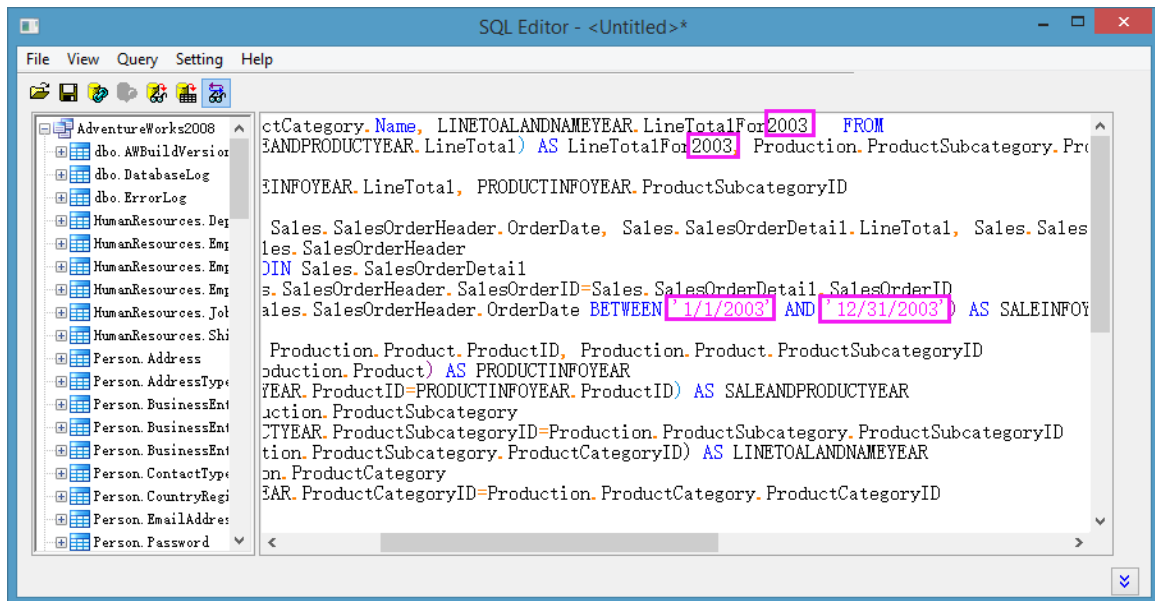 SQL Editor - <Untitled>*
File View Query Setting Help
AdventureWorks2008
dbo.AWBuildVersion
dbo.DatabaseLog
dbo.ErrorLog
HumanResources.Dep
HumanResources.Emp
HumanResources.Emp
HumanResources.Emp
HumanResources.Job
HumanResources.Shi
Person.Address
Person.AddressType
Person.BusinessEnt
Person.BusinessEnt
Person.BusinessEnt
Person.ContactType
Person.CountryRegi
Person.EmailAddres
Person.Password
ctCategory.Name, LINETOALANDNAMEYEAR.LineTotalFor2003 FROM
EANDPRODUCTYEAR.LineTotal) AS LineTotalFor2003, Production.ProductSubcategory.Pro
EINFOYEAR.LineTotal, PRODUCTINFOYEAR.ProductSubcategoryID
Sales.SalesOrderHeader.OrderDate, Sales.SalesOrderDetail.LineTotal, Sales.Sales
les.SalesOrderHeader
OIN Sales.SalesOrderDetail
s.SalesOrderHeader.SalesOrderID=Sales.SalesOrderDetail.SalesOrderID
ales.SalesOrderHeader.OrderDate BETWEEN '1/1/2003' AND '12/31/2003') AS SALEINFOY
Production.Product.ProductID, Production.Product.ProductSubcategoryID
oduction.Product) AS PRODUCTINFOYEAR
YEAR.ProductID=PRODUCTINFOYEAR.ProductID) AS SALEANDPRODUCTYEAR
uction.ProductSubcategory
CTYEAR.ProductSubcategoryID=Production.ProductSubcategory.ProductSubcategoryID
tion.ProductSubcategory.ProductCategoryID) AS LINETOALANDNAMEYEAR
on.ProductCategory
EAR.ProductCategoryID=Production.ProductCategory.ProductCategoryID